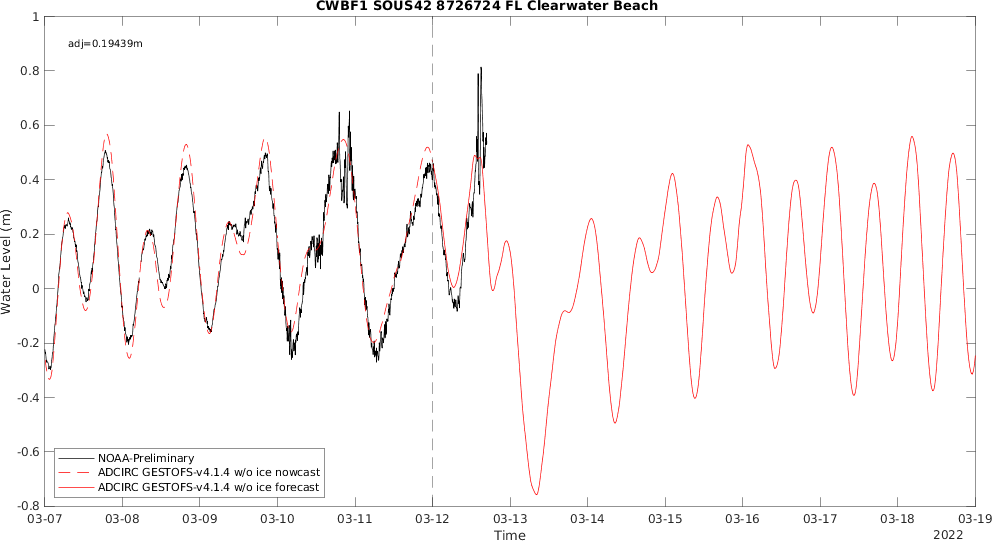 CWBF1 SOUS42 8726724 FL Clearwater Beach
adj=0.19439m
Water Level (m)
1
0.8
0.6
0.4
0.2
0
-0.2
-0.4
-0.6
-0.8
NOAA-Preliminary
ADCIRC GESTOFS-v4.1.4 w/o ice nowcast
ADCIRC GESTOFS-v4.1.4 w/o ice forecast
03-07 03-08 03-09 03-10 03-11 03-12 03-13 03-14 03-15 03-16 03-17 03-18 03-19
Time
2022